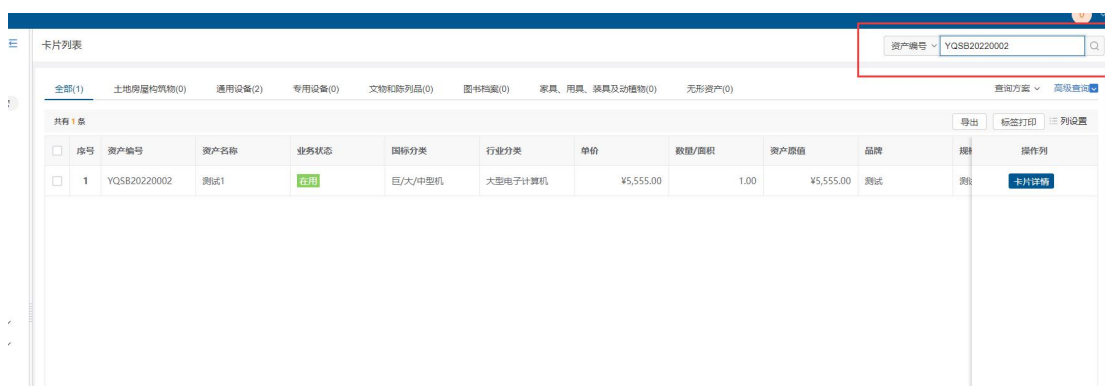 卡片列表
资产编号 YQSB20220002
全部(1) 土地房屋构筑物(0) 通用设备(2) 专用设备(0) 文物和陈列品(0) 图书档案(0) 家具、用具、装具及动植物(0) 无形资产(0) 查询方案 高级查询
共有 1 条 导出 标签打印 列设置
序号 资产编号 资产名称 业务状态 国标分类 行业分类 单价 数量/面积 资产原值 品牌 操作列
1 YQSB20220002 测试1 在用 巨/大/中型机 大型电子计算机 ¥5,555.00 1.00 ¥5,555.00 测试 卡片详情